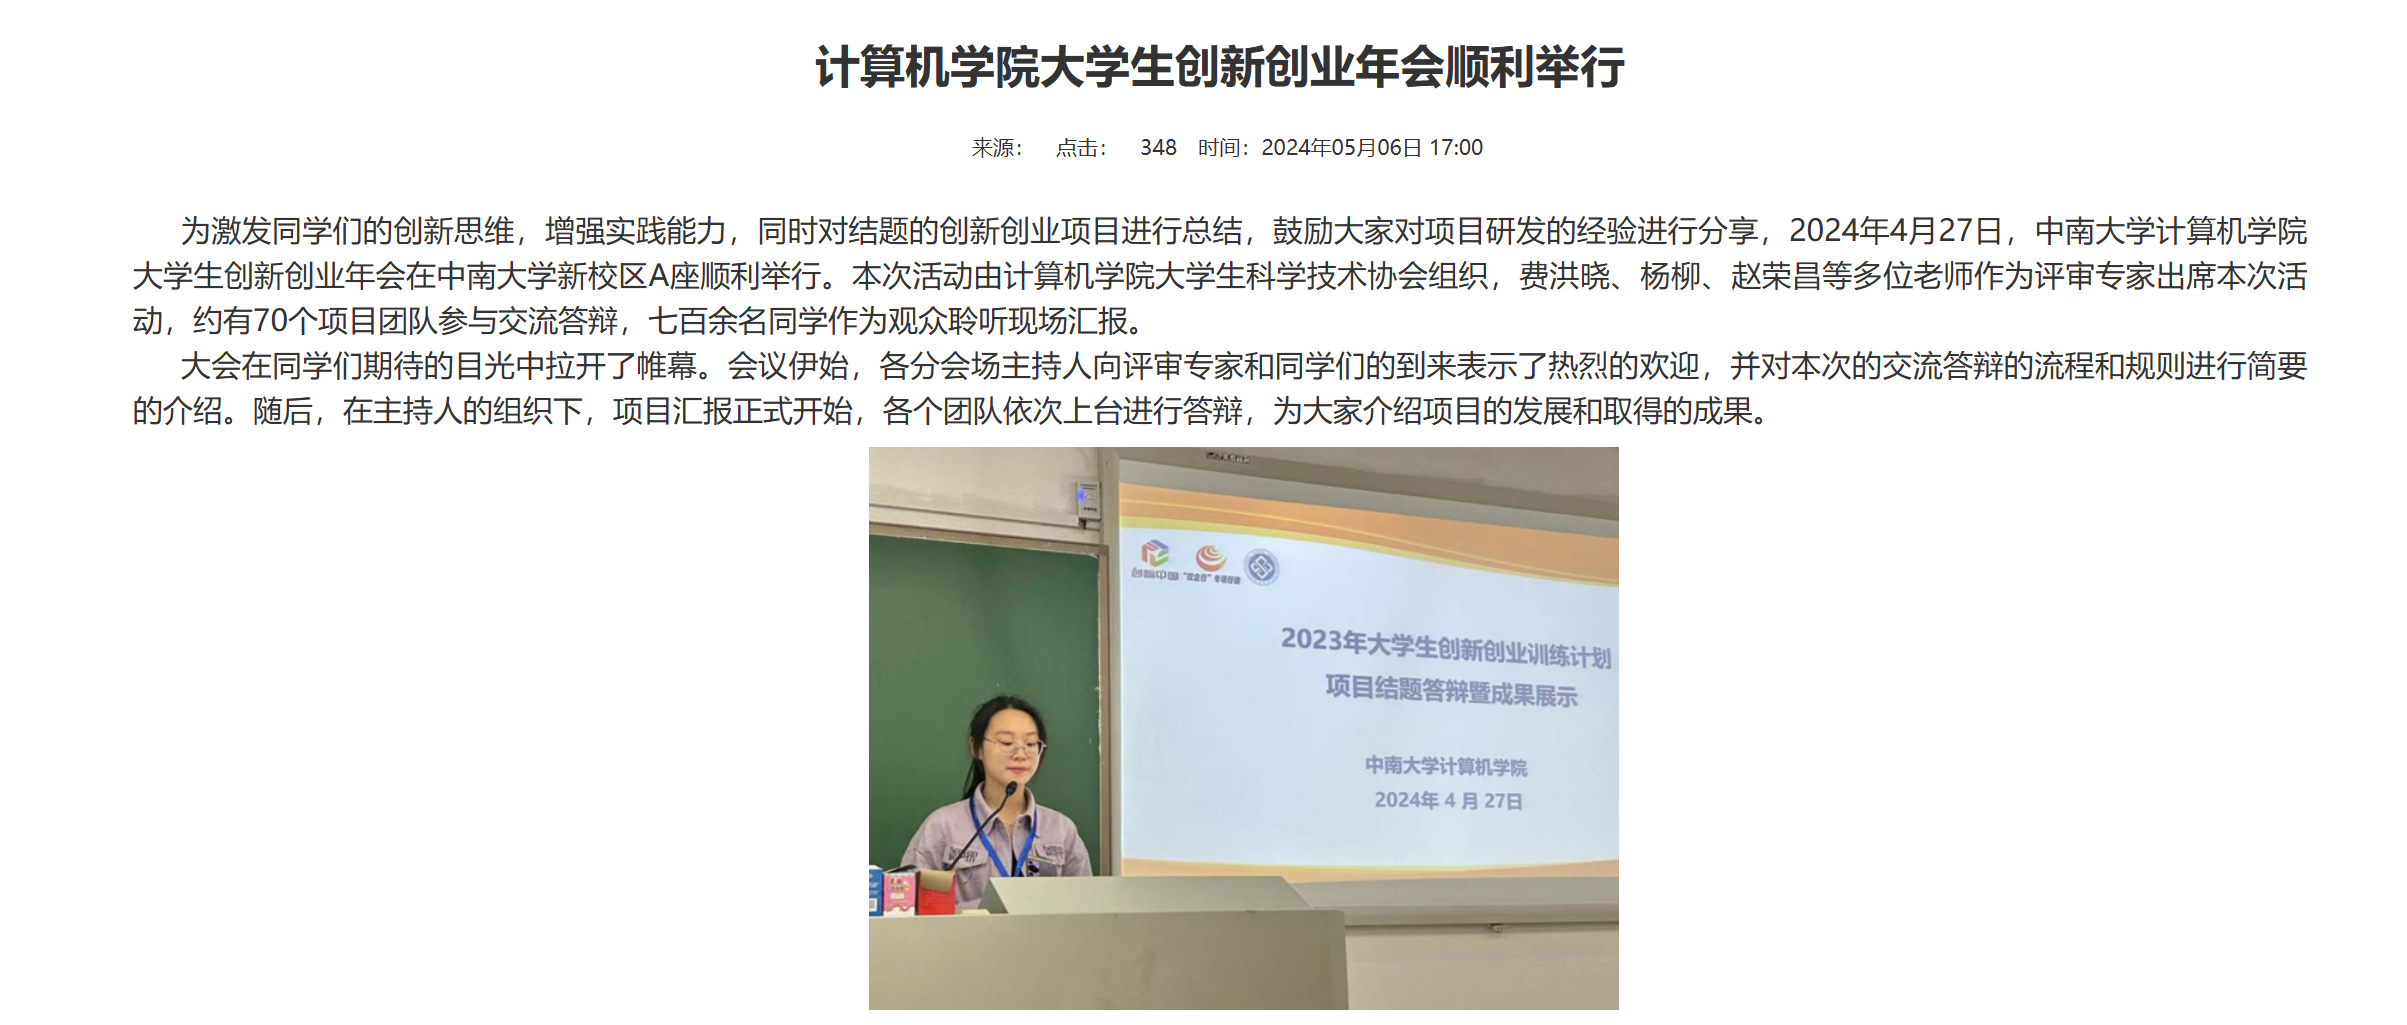 计算机学院大学生创新创业年会顺利举行
来源： 点击： 348 时间：2024年05月06日 17:00
为激发同学们的创新思维，增强实践能力，同时对结题的创新创业项目进行总结，鼓励大家对项目研发的经验进行分享，2024年4月27日，中南大学计算机学院
大学生创新创业年会在中南大学新校区A座顺利举行。本次活动由计算机学院大学生科学技术协会组织，费洪晓、杨柳、赵荣昌等多位老师作为评审专家出席本次活
动，约有70个项目团队参与交流答辩，七百余名同学作为观众聆听现场汇报。
大会在同学们期待的目光中拉开了帷幕。会议伊始，各分会场主持人向评审专家和同学们的到来表示了热烈的欢迎，并对本次的交流答辩的流程和规则进行简要
的介绍。随后，在主持人的组织下，项目汇报正式开始，各个团队依次上台进行答辩，为大家介绍项目的发展和取得的成果。
2023年大学生创新创业训练计划
项目结题答辩暨成果展示
中南大学计算机学院
2024年 4 月 27日